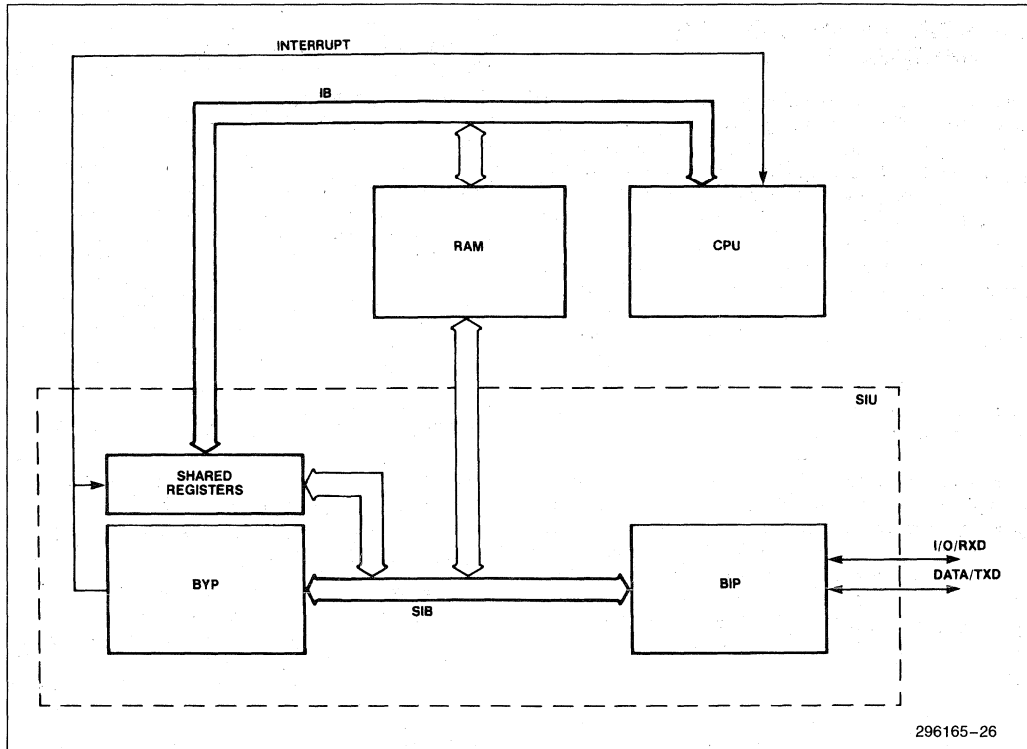 INTERRUPT
IB
RAM
CPU
SIU
SHARED
REGISTERS
BYP
SIB
BIP
I/O/RXD
DATA/TXD
296165-26